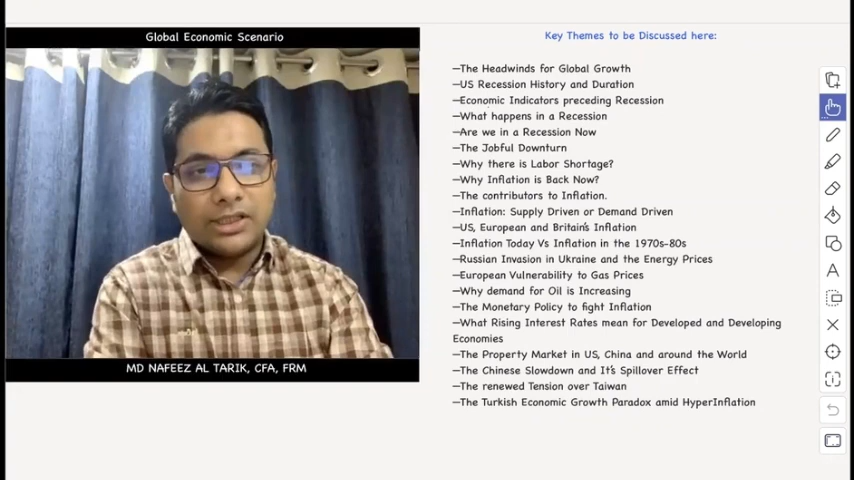 Global Economic Scenario
MD NAFEEZ AL TARIK, CFA, FRM
Key Themes to be Discussed here:
—The Headwinds for Global Growth
—US Recession History and Duration
—Economic Indicators preceding Recession
—What happens in a Recession
—Are we in a Recession Now
—The Jobful Downturn
—Why there is Labor Shortage?
—Why Inflation is Back Now?
—The contributors to Inflation.
—Inflation: Supply Driven or Demand Driven
—US, European and Britain's Inflation
—Inflation Today Vs Inflation in the 1970s-80s
—Russian Invasion in Ukraine and the Energy Prices
—European Vulnerability to Gas Prices
—Why demand for Oil is Increasing
—The Monetary Policy to fight Inflation
—What Rising Interest Rates mean for Developed and Developing
Economies
—The Property Market in US, China and around the World
—The Chinese Slowdown and It's Spillover Effect
—The renewed Tension over Taiwan
—The Turkish Economic Growth Paradox amid HyperInflation